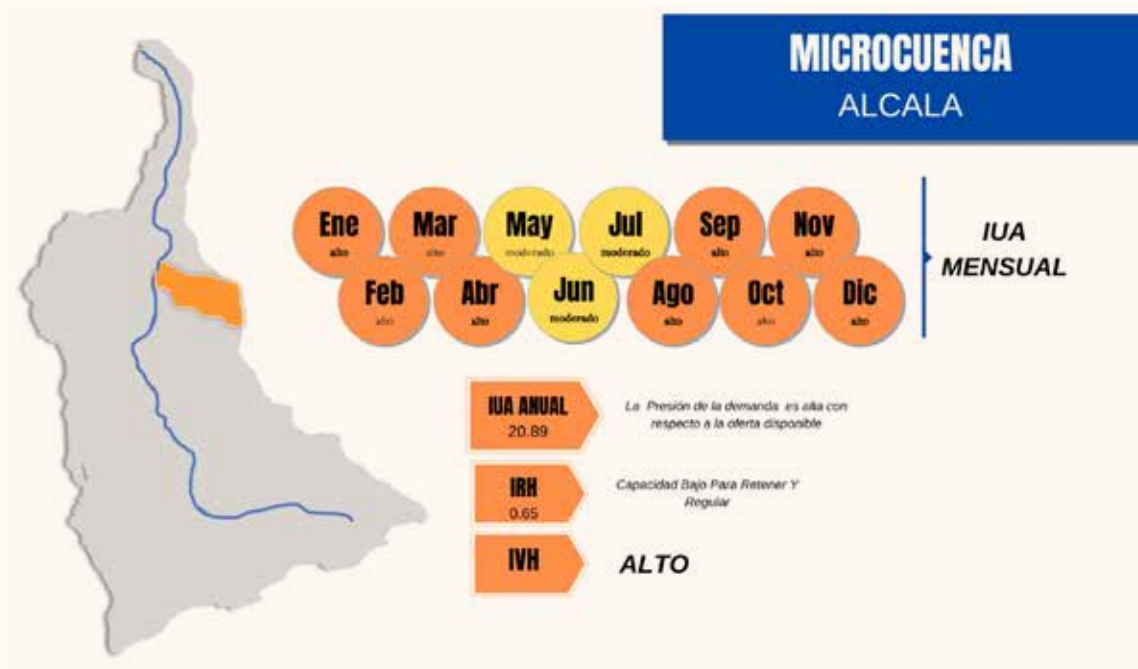 MICROCUENCA
ALCALA
Ene
alto
Mar
alto
May
moderado
Jul
moderado
Sep
alto
Nov
alto
Feb
alto
Abr
alto
Jun
moderado
Ago
alto
Oct
alto
Dic
alto
IUA
MENSUAL
IUA ANUAL
20.89
La Presión de la demanda es alta con
respecto a la oferta disponible
IRH
0.65
Capacidad Bajo Para Retener Y
Regular
IVH
ALTO